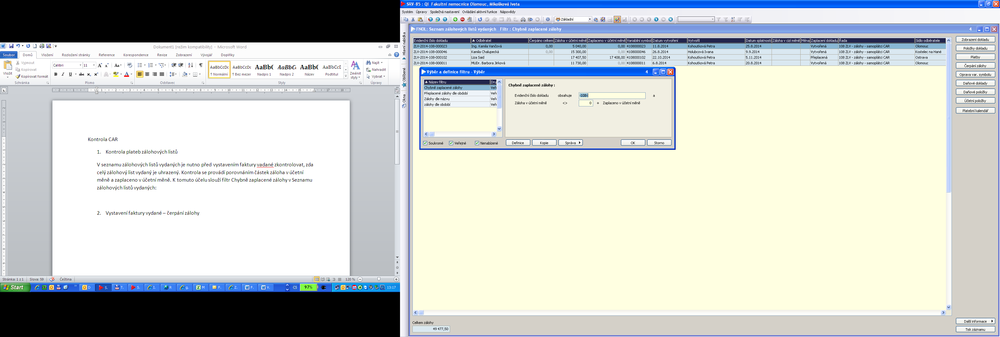 Dokument1 [režim kompatibility] - Microsoft Word
Soubor Domů Vložení Rozložení stránky Reference Korespondence Revize Zobrazení Vývojář Doplňky
Vložit
Vyjmout
Kopírovat
Kopírovat formát
Schránka
Calibri 11
Písmo
Odstavec
AaBbCcDc AaBbCcDc AaBbC AaBbCc AaBbC AaBbCcI
¶ Normální ¶ Bez mezer Nadpis 1 Nadpis 2 Název Podtitul
Změnit styly
Styly
Najít
Nahradit
Vybrat
Úpravy
Kontrola CAR
1. Kontrola plateb zálohových listů
V seznamu zálohových listů vydaných je nutno před vystavením faktury vadané zkontrolovat, zda
celý zálohový list vydaný je uhrazený. Kontrola se provádí porovnáním částek záloha v účetní
měně a zaplaceno v účetní měně. K tomuto účelu slouží filtr Chybně zaplacené zálohy v Seznamu
zálohových listů vydaných:
2. Vystavení faktury vydané – čerpání zálohy
Stránka: 1 z 1 Slova: 59 Čeština 120 %
Start D S. T. S. I. R g. M F. Z. F. V. CS 97% 13:17
SRV-85 : QI Fakultní nemocnice Olomouc, Mikošková Iveta
Systém Úpravy Společná nastavení Ovládání aktivní funkce Nápovědy
Základní
Hlavní nabídka
Oblíbené
Okna
FNOL: Seznam zálohových listů vydaných Filtr : Chybně zaplacené zálohy 4
Evidenční číslo dokladu Odběratel Čerpáno celkem Záloha v účetní měně Zaplaceno v účetní měně Variabilní symbol Datum vytvoření Vytvořil Datum splatnosti Záloha v cizí měně Měna Zaplacení dokladu Řada Sídlo odběratele
ZLV-2014-108-000023 Ing. Kamila Vančová 0,00 5 040,00 0,00 4108000023 11.8.2014 Kohoutková Petra 25.8.2014 Vytvořená 108 ZLV - zálohy - samoplátci CAR Olomouc
ZLV-2014-108-000046 Kamila Chalupecká 0,00 15 300,00 0,00 4108000046 26.8.2014 Holubcová Ivana 9.9.2014 Vytvořená 108 ZLV - zálohy - samoplátci CAR Kostelec na Hané
ZLV-2014-108-000102 Liza Said 17 407,50 17 408,00 4108000102 22.10.2014 Kohoutková Petra 5.11.2014 Přeplacená 108 ZLV - zálohy - samoplátci CAR Ostrava
ZLV-2014-108-000011 MUDr. Barbora Jirková 11 730,00 0,00 4108000011 6.8.2014 Kohoutková Petra 20.8.2014 Vytvořená 108 ZLV - zálohy - samoplátci CAR Olomouc
Výběr a definice filtru - Výběr 4
Název filtru Dru
Chybně zaplacené zálohy Veře
Přeplacené zálohy dle období Veře
Zálohy dle názvu Veře
zálohy dle období Veře
Chybně zaplacené zálohy :
Evidenční číslo dokladu obsahuje -108- a
Záloha v účetní měně <> 0 + Zaplaceno v účetní měně
Soukromé Veřejné Nenabízené Definice Kopie Správa OK Storno
Zobrazení dokladu
Položky dokladu
Platby
Čerpání zálohy
Oprava var. symbolu
Daňové doklady
Daňové položky
Účetní položky
Platební kalendář
Celkem zálohy
49 477,50
Další informace
Tisk záznamu